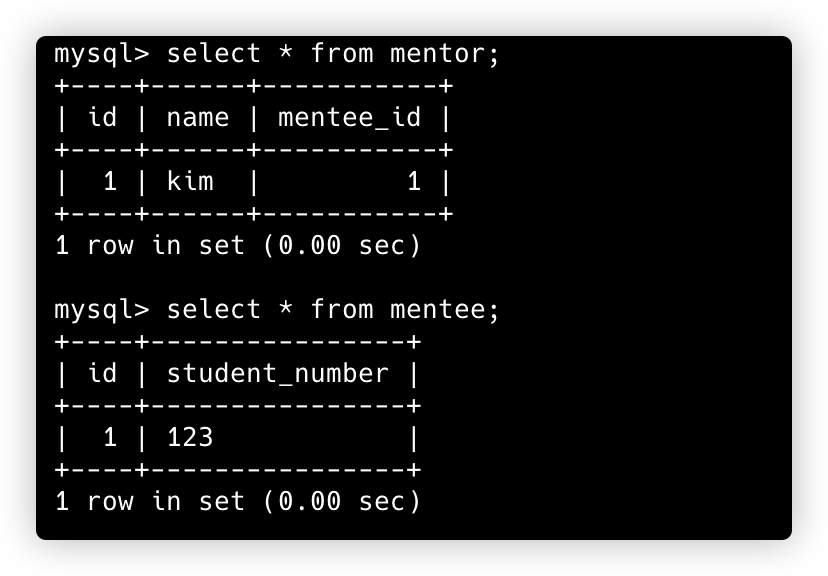 mysql> select * from mentor;
+----+------+-----------+
| id | name | mentee_id |
+----+------+-----------+
|  1 | kim  |         1 |
+----+------+-----------+
1 row in set (0.00 sec)

mysql> select * from mentee;
+----+----------------+
| id | student_number |
+----+----------------+
|  1 | 123            |
+----+----------------+
1 row in set (0.00 sec)